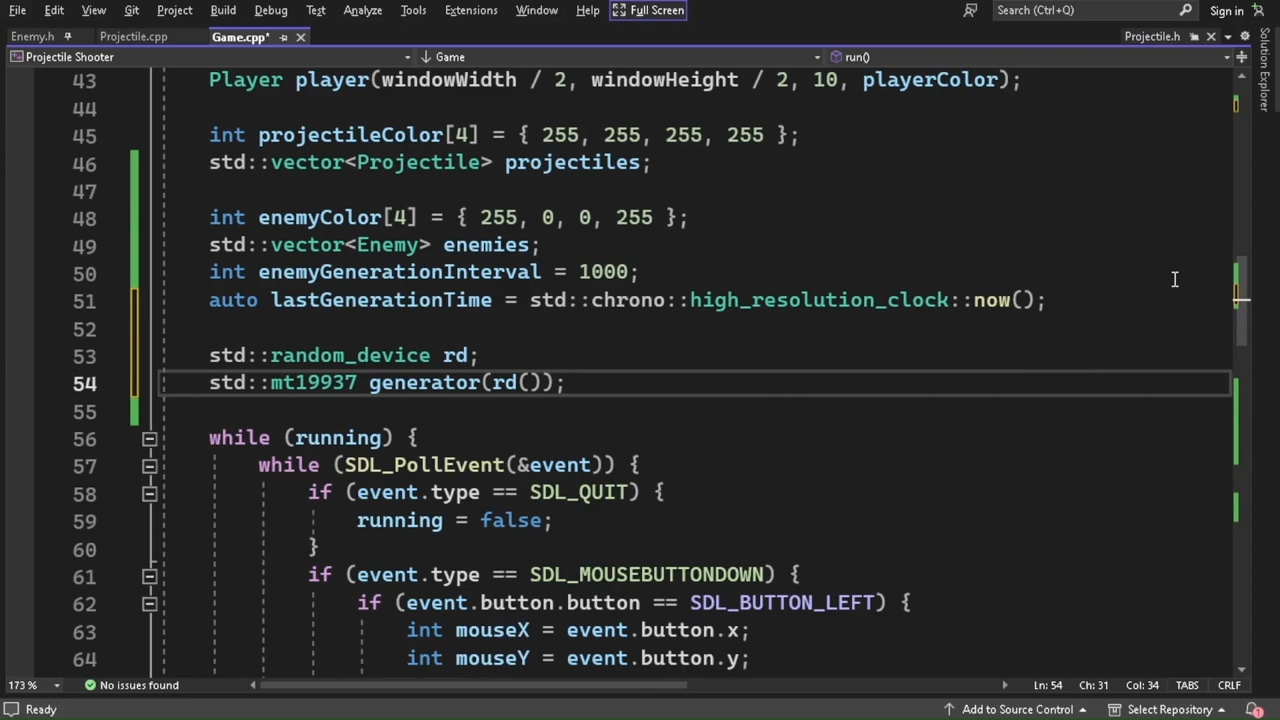 File Edit View Git Project Build Debug Test Analyze Tools Extensions Window Help Full Screen Search (Ctrl+Q) Sign in
Enemy.h Projectile.cpp Game.cpp* Projectile.h
Projectile Shooter Game run()
Solution Explorer
43 Player player(windowWidth / 2, windowHeight / 2, 10, playerColor);
44
45 int projectileColor[4] = { 255, 255, 255, 255 };
46 std::vector<Projectile> projectiles;
47
48 int enemyColor[4] = { 255, 0, 0, 255 };
49 std::vector<Enemy> enemies;
50 int enemyGenerationInterval = 1000;
51 auto lastGenerationTime = std::chrono::high_resolution_clock::now();
52
53 std::random_device rd;
54 std::mt19937 generator(rd());
55
56 while (running) {
57 while (SDL_PollEvent(&event)) {
58 if (event.type == SDL_QUIT) {
59 running = false;
60 }
61 if (event.type == SDL_MOUSEBUTTONDOWN) {
62 if (event.button.button == SDL_BUTTON_LEFT) {
63 int mouseX = event.button.x;
64 int mouseY = event.button.y;
173 % No issues found Ln: 54 Ch: 31 Col: 34 TABS CRLF
Ready Add to Source Control Select Repository 1